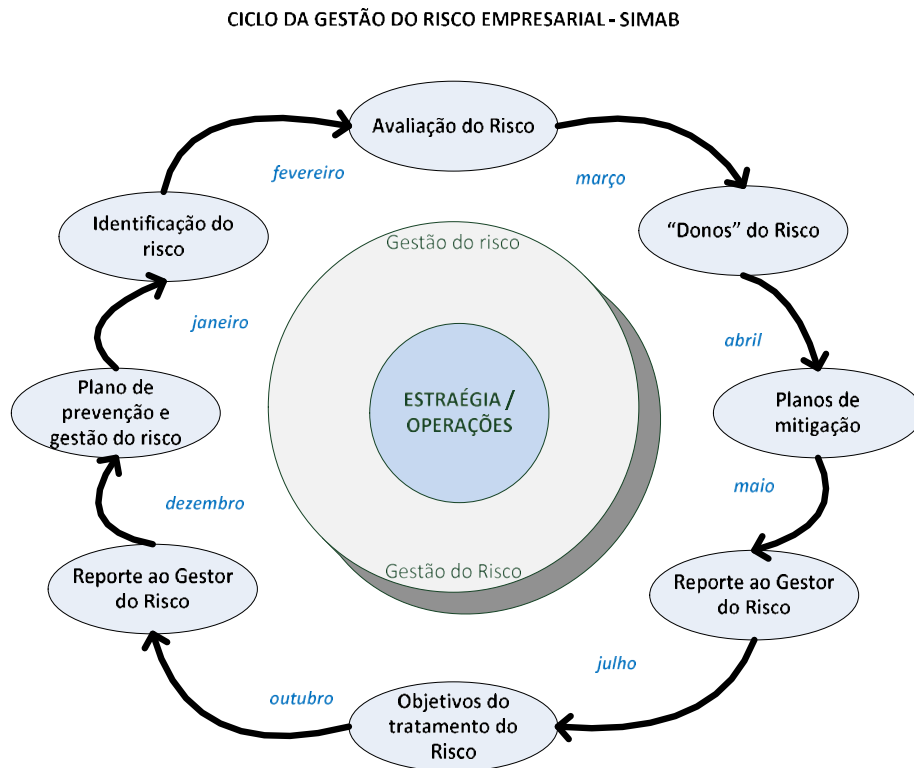 CICLO DA GESTÃO DO RISCO EMPRESARIAL - SIMAB
Avaliação do Risco
fevereiro
março
Identificação do
risco
"Donos" do Risco
Gestão do risco
janeiro
abril
Plano de
prevenção e
gestão do risco
ESTRAÉGIA /
OPERAÇÕES
Planos de
mitigação
dezembro
maio
Reporte ao Gestor
do Risco
Gestão do Risco
Reporte ao Gestor
do Risco
julho
outubro
Objetivos do
tratamento do
Risco